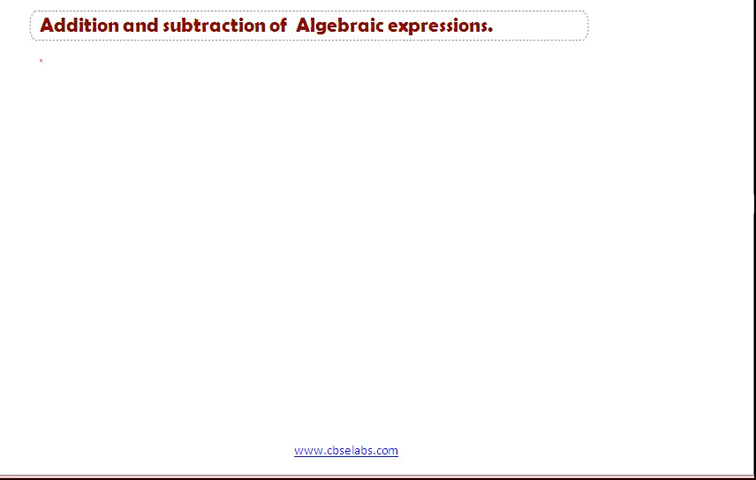 Addition and subtraction of Algebraic expressions.
www.cbselabs.com